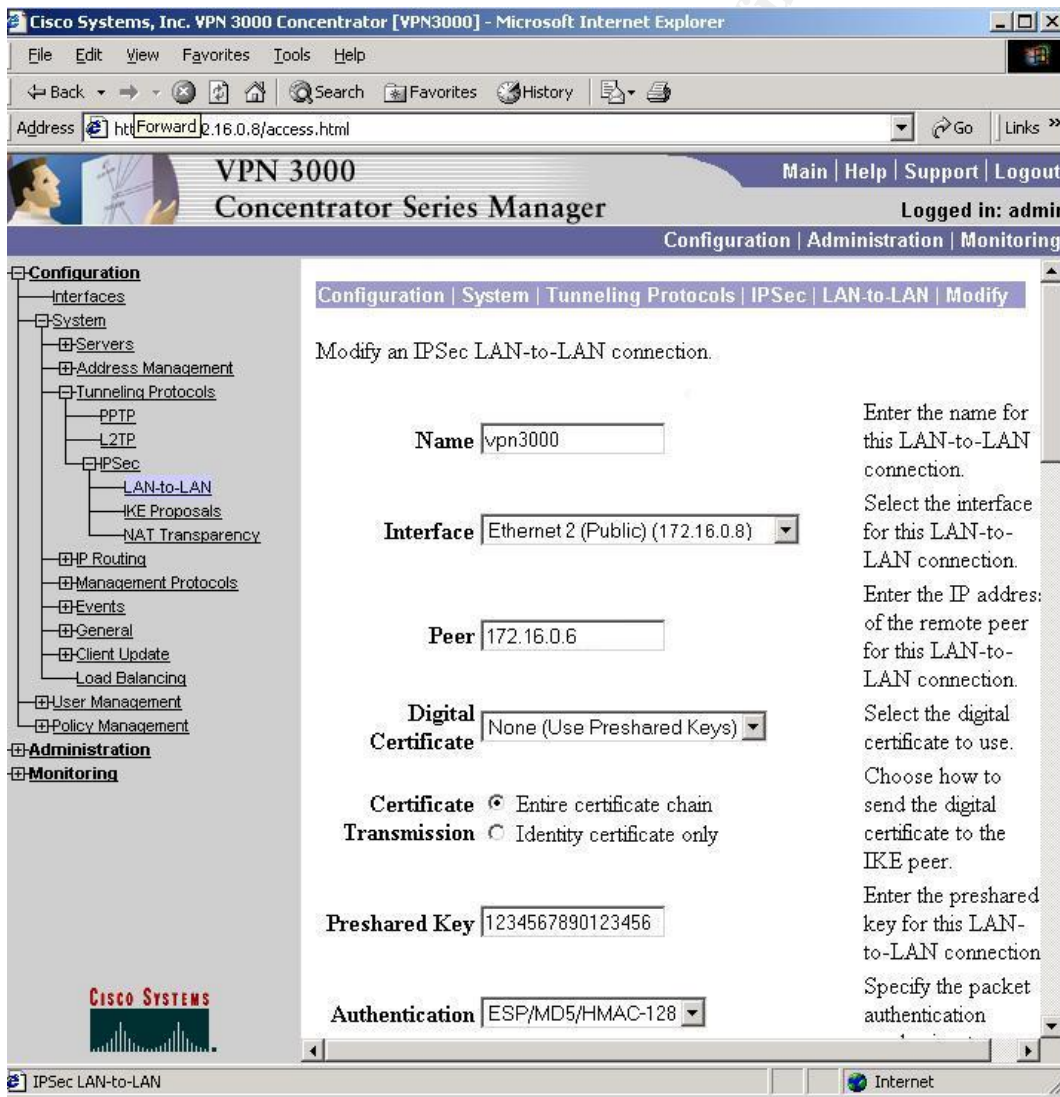 Cisco Systems, Inc. VPN 3000 Concentrator [VPN3000] - Microsoft Internet Explorer
File Edit View Favorites Tools Help
Back Search Favorites History
Address htt Forward 2.16.0.8/access.html Go Links »
VPN 3000
Concentrator Series Manager
Main | Help | Support | Logout
Logged in: admin
Configuration | Administration | Monitoring
Configuration
Interfaces
System
Servers
Address Management
Tunneling Protocols
PPTP
L2TP
IPSec
LAN-to-LAN
IKE Proposals
NAT Transparency
IP Routing
Management Protocols
Events
General
Client Update
Load Balancing
User Management
Policy Management
Administration
Monitoring
CISCO SYSTEMS
Configuration | System | Tunneling Protocols | IPSec | LAN-to-LAN | Modify
Modify an IPSec LAN-to-LAN connection.
Name vpn3000
Enter the name for
this LAN-to-LAN
connection.
Interface Ethernet 2 (Public) (172.16.0.8)
Select the interface
for this LAN-to-
LAN connection.
Peer 172.16.0.6
Enter the IP address
of the remote peer
for this LAN-to-
LAN connection.
Digital
Certificate None (Use Preshared Keys)
Select the digital
certificate to use.
Certificate
Transmission
Entire certificate chain
Identity certificate only
Choose how to
send the digital
certificate to the
IKE peer.
Preshared Key 1234567890123456
Enter the preshared
key for this LAN-
to-LAN connection
Authentication ESP/MD5/HMAC-128
Specify the packet
authentication
IPSec LAN-to-LAN
Internet